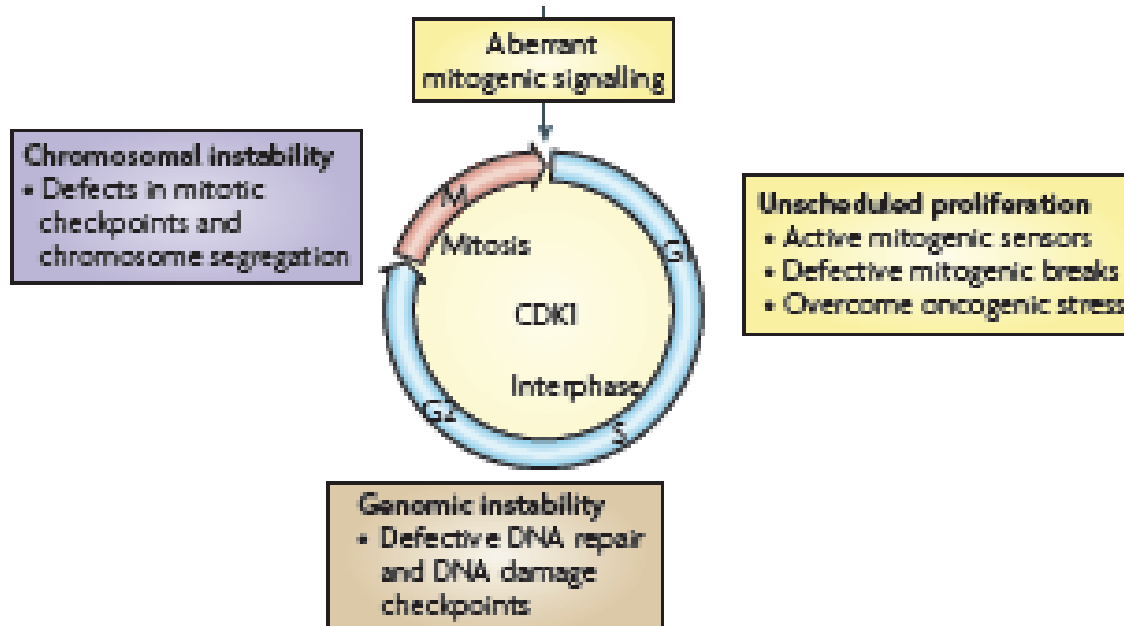 Aberrant
mitogenic signalling
Chromosomal instability
• Defects in mitotic
checkpoints and
chromosome segregation
Unscheduled proliferation
• Active mitogenic sensors
• Defective mitogenic breaks
• Overcome oncogenic stress
M
Mitosis
G1
CDK1
Interphase
G2
S
Genomic instability
• Defective DNA repair
and DNA damage
checkpoints